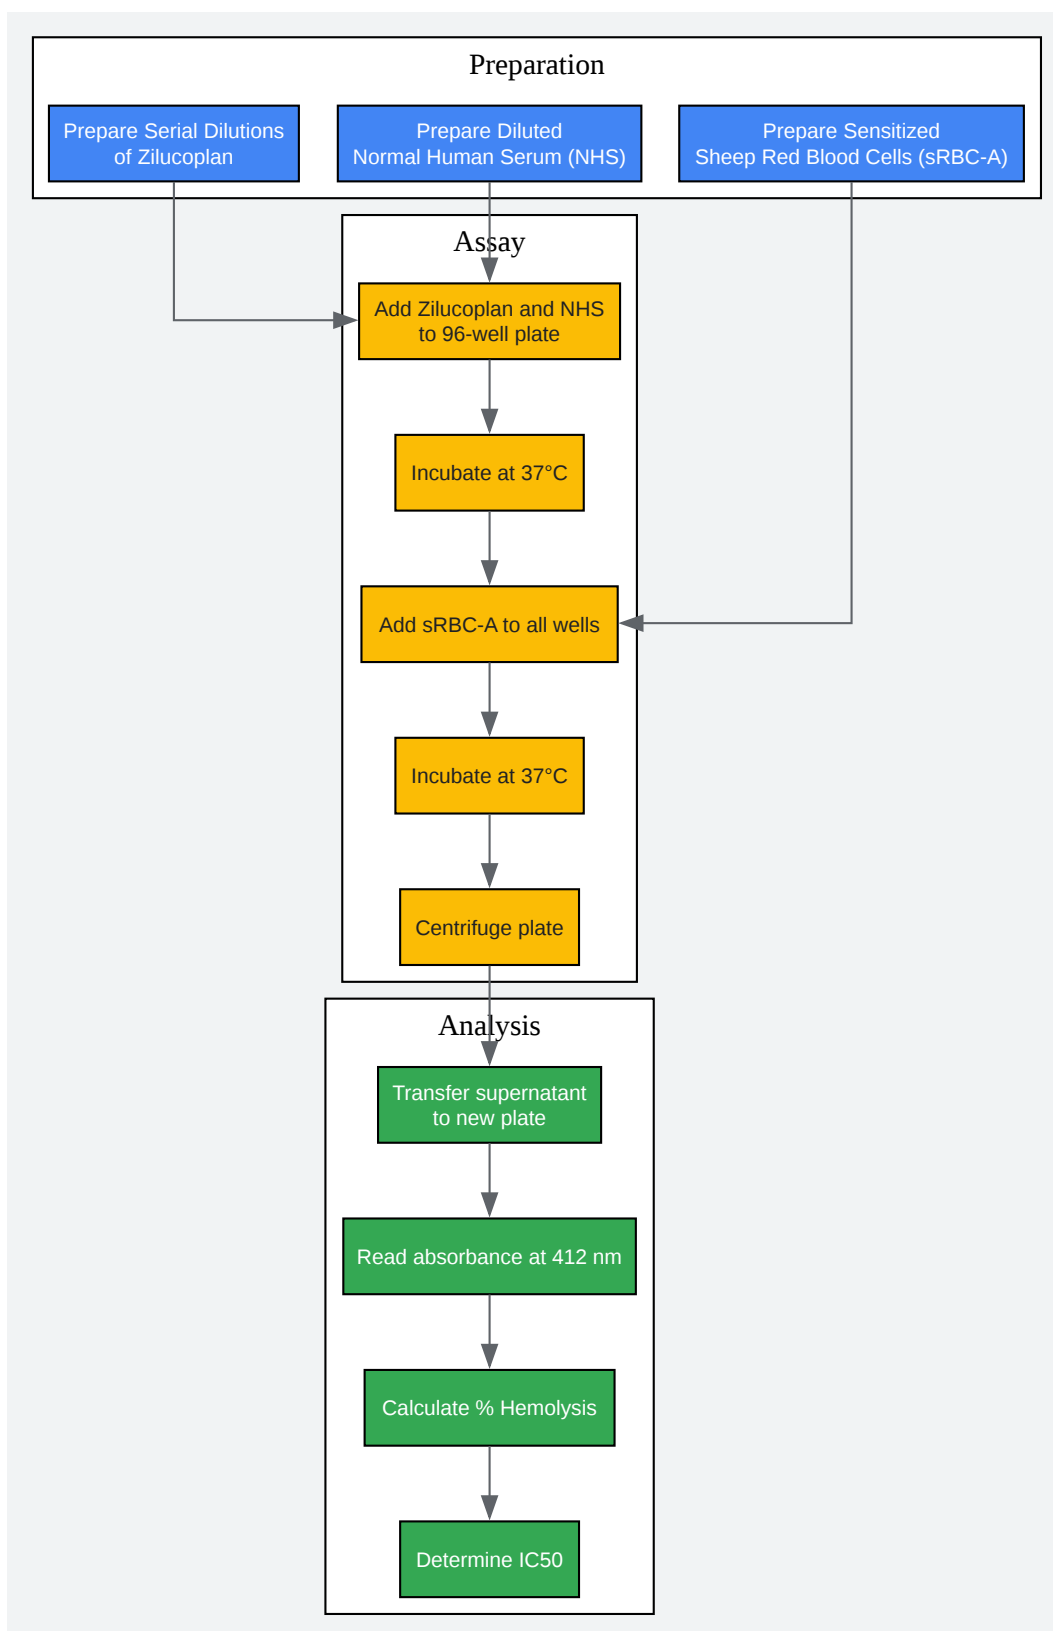 Preparation
Prepare Serial Dilutions
of Zilucoplan
Prepare Diluted
Normal Human Serum (NHS)
Prepare Sensitized
Sheep Red Blood Cells (sRBC-A)
Assay
Add Zilucoplan and NHS
to 96-well plate
Incubate at 37°C
Add sRBC-A to all wells
Incubate at 37°C
Centrifuge plate
Analysis
Transfer supernatant
to new plate
Read absorbance at 412 nm
Calculate % Hemolysis
Determine IC50